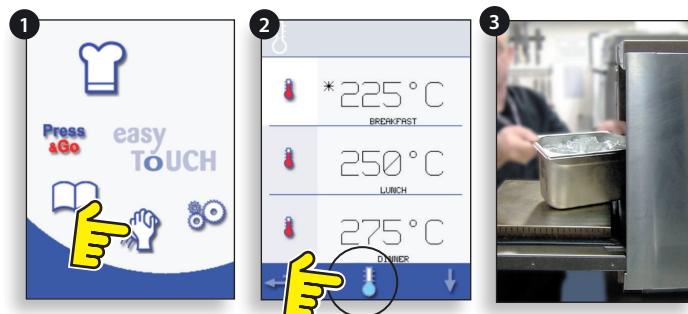 1
Press
&Go
easy
ToUCH
2
*225°C
BREAKFAST
250°C
LUNCH
275°C
DINNER
3